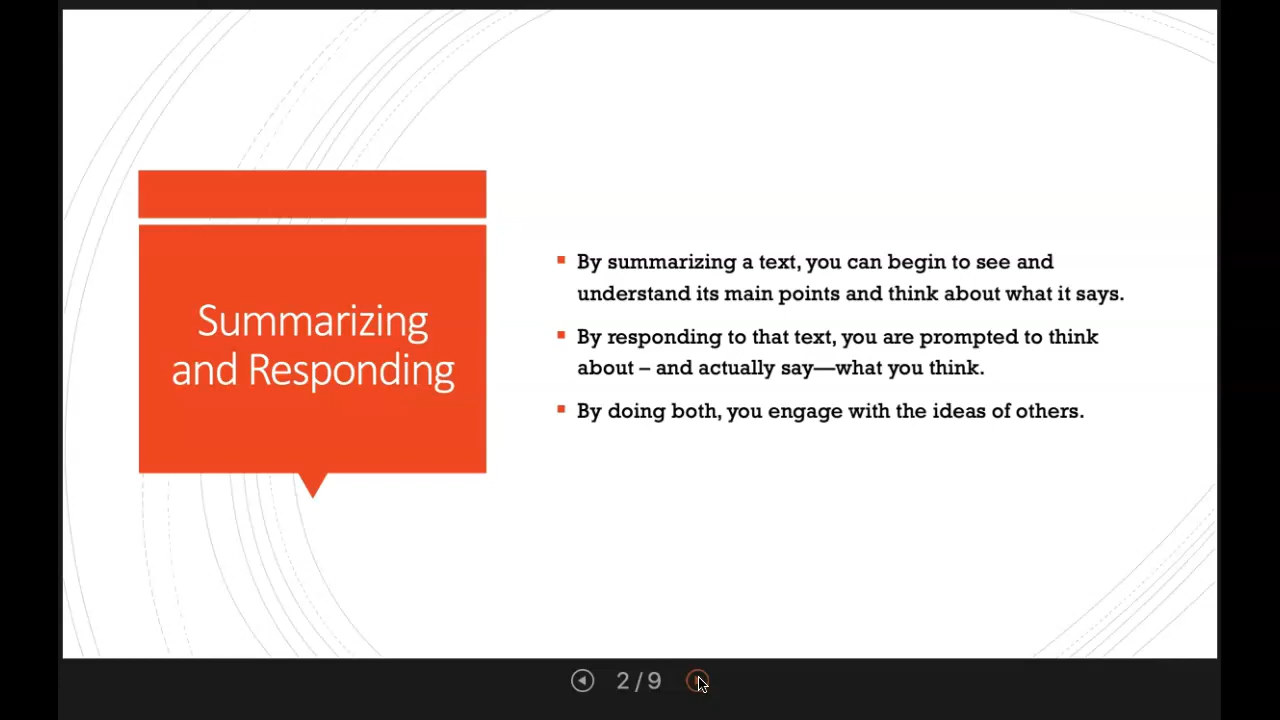 Summarizing
and Responding
By summarizing a text, you can begin to see and
understand its main points and think about what it says.
By responding to that text, you are prompted to think
about – and actually say—what you think.
By doing both, you engage with the ideas of others.
2 / 9